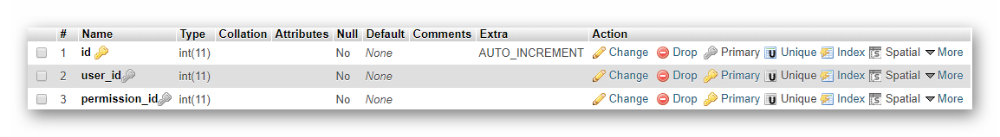 # Name Type Collation Attributes Null Default Comments Extra Action
1 id int(11) No None AUTO_INCREMENT Change Drop Primary Unique Index Spatial More
2 user_id int(11) No None Change Drop Primary Unique Index Spatial More
3 permission_id int(11) No None Change Drop Primary Unique Index Spatial More